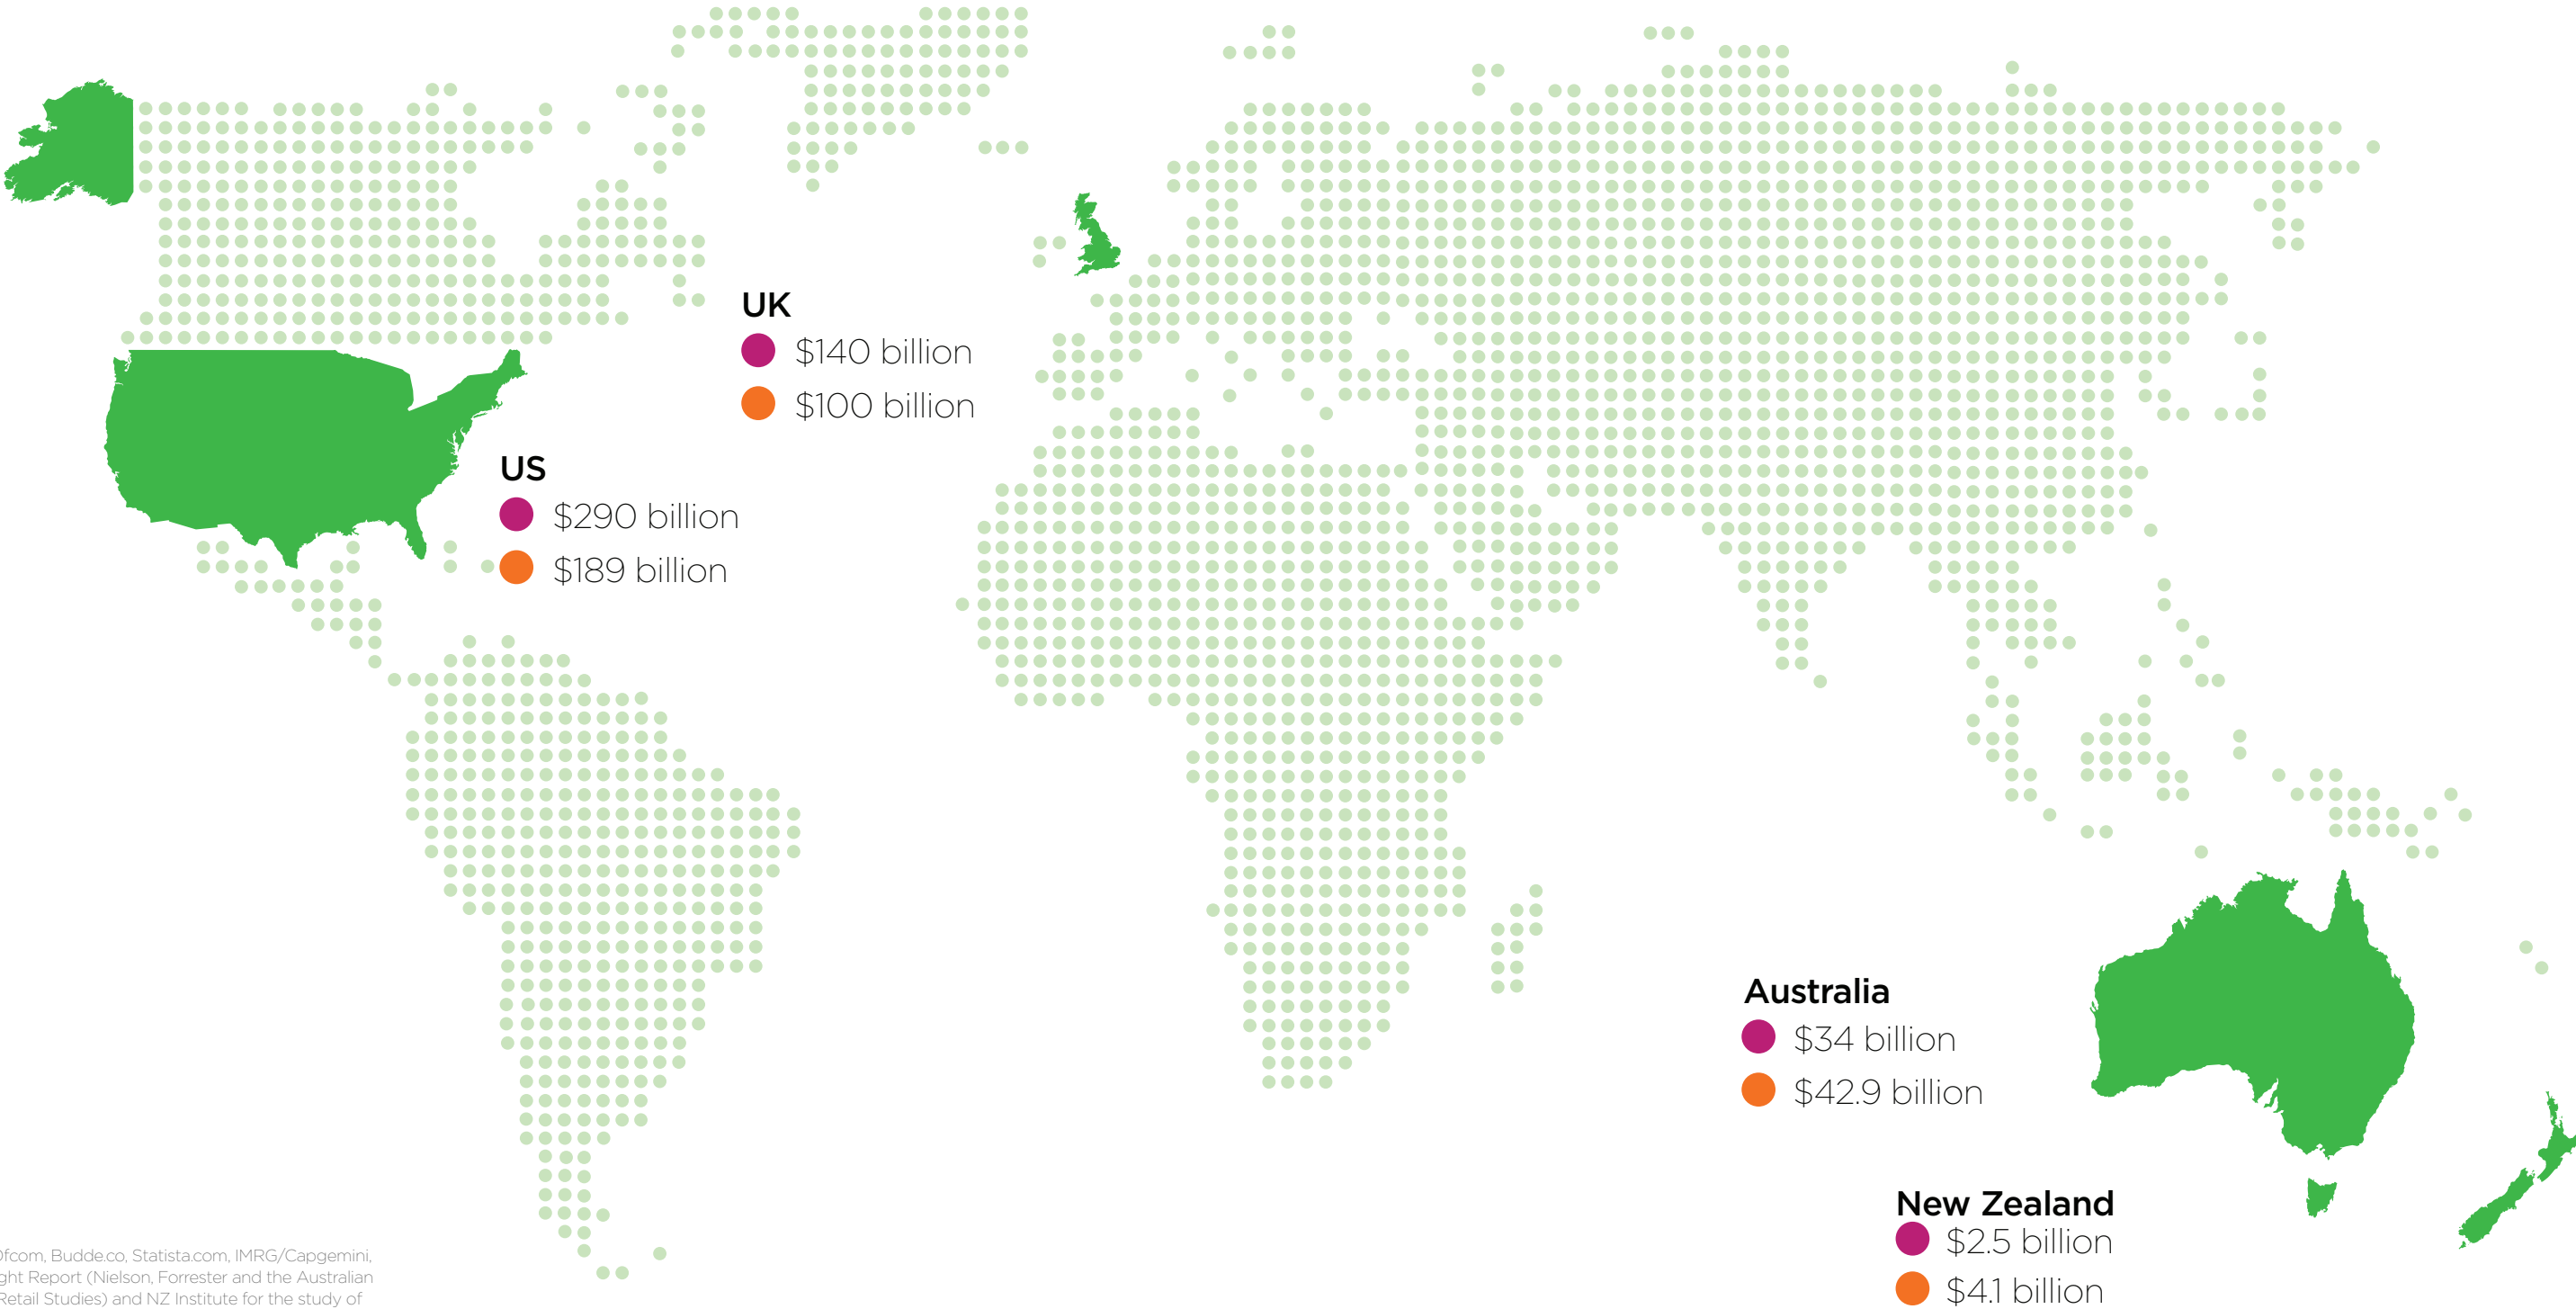 UK
$140 billion
$100 billion
US
$290 billion
$189 billion
Australia
$34 billion
$42.9 billion
New Zealand
$2.5 billion
$4.1 billion
Budde.co, Statista.com, IMRG/Capgemini,
Report (Nielson, Forrester and the Australian
Retail Studies) and NZ Institute for the study of